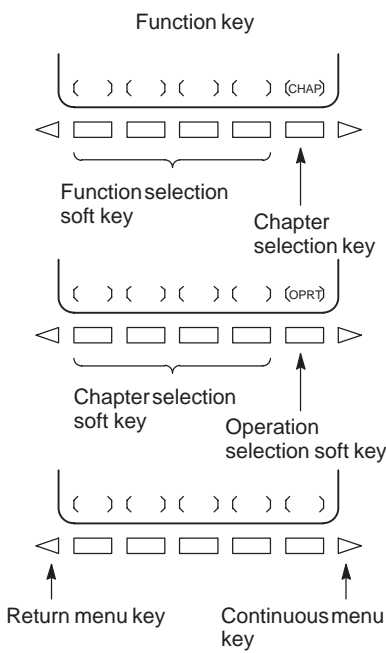 Function key
(CHAP)
Function selection
soft key
Chapter
selection key
(OPRT)
Chapter selection
soft key
Operation
selection soft key
Return menu key
Continuous menu
key